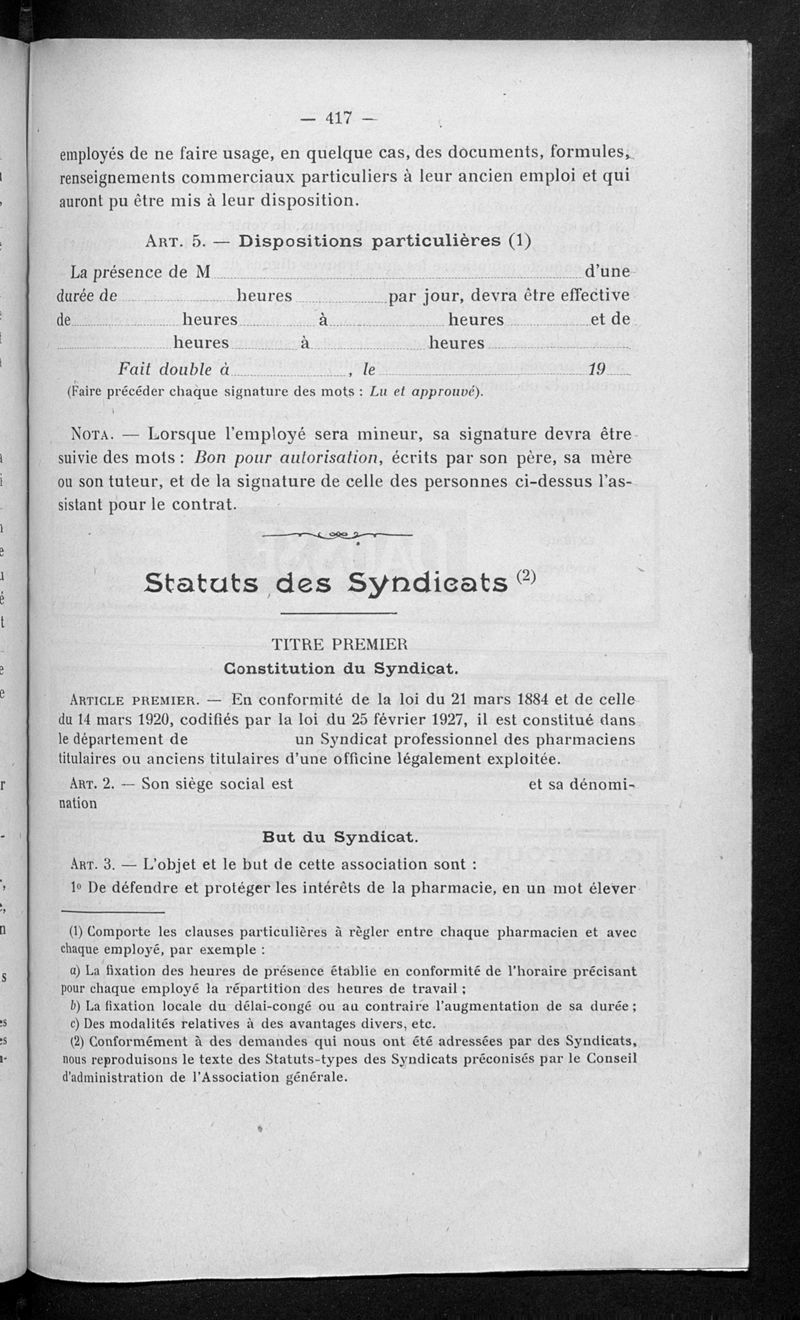 — 417 —
employés de ne faire usage, en quelque cas, des documents, formules,
renseignements commerciaux particuliers à leur ancien emploi et qui
auront pu être mis à leur disposition.
ART. 5. — Dispositions particulières (1)
La présence de M d'une
durée de heures par jour, devra être effective
de heures à heures et de
heures à heures
Fait double à , le 19
(Faire précéder chaque signature des mots : Lu et approuvé).
NOTA. — Lorsque l'employé sera mineur, sa signature devra être
suivie des mots : Bon pour autorisation, écrits par son père, sa mère
ou son tuteur, et de la signature de celle des personnes ci-dessus l'as-
sistant pour le contrat.
Statuts des Syndicats (2)
TITRE PREMIER
Constitution du Syndicat.
ARTICLE PREMIER. — En conformité de la loi du 21 mars 1884 et de celle
du 14 mars 1920, codifiés par la loi du 25 février 1927, il est constitué dans
le département de un Syndicat professionnel des pharmaciens
titulaires ou anciens titulaires d'une officine légalement exploitée.
ART. 2. — Son siège social est et sa dénomi-
nation
But du Syndicat.
ART. 3. — L'objet et le but de cette association sont :
1º De défendre et protéger les intérêts de la pharmacie, en un mot élever
(1) Comporte les clauses particulières à règler entre chaque pharmacien et avec
chaque employé, par exemple :
a) La fixation des heures de présence établie en conformité de l'horaire précisant
pour chaque employé la répartition des heures de travail ;
b) La fixation locale du délai-congé ou au contraire l'augmentation de sa durée ;
c) Des modalités relatives à des avantages divers, etc.
(2) Conformément à des demandes qui nous ont été adressées par des Syndicats,
nous reproduisons le texte des Statuts-types des Syndicats préconisés par le Conseil
d'administration de l'Association générale.